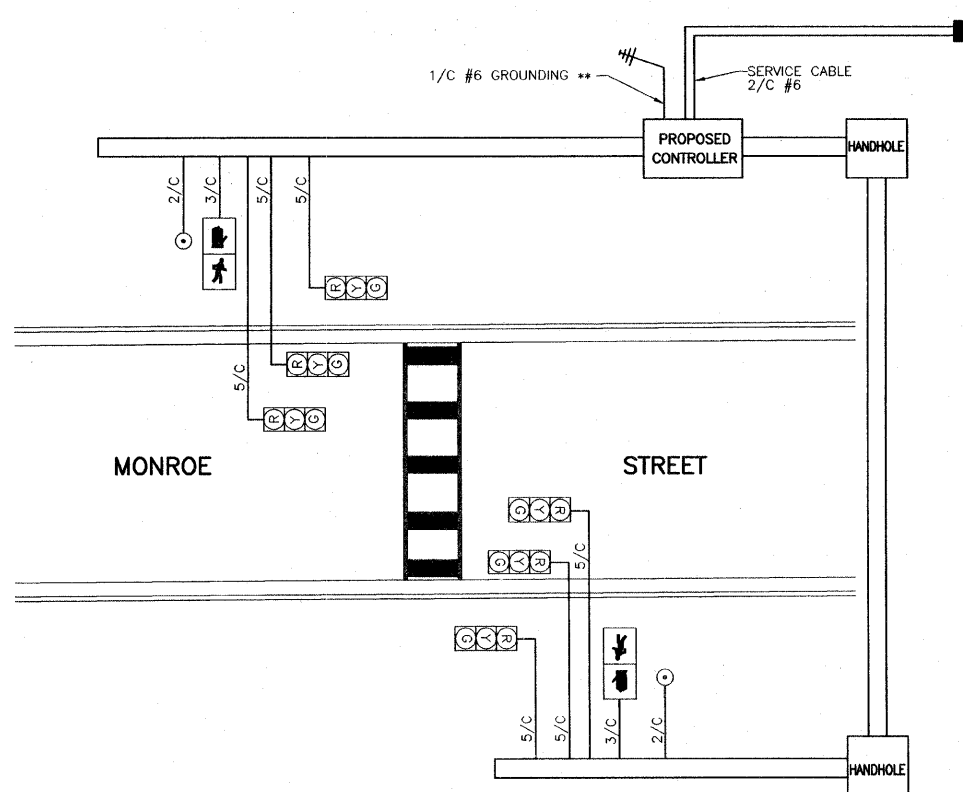 1/C #6 GROUNDING **
SERVICE CABLE
2/C #6
PROPOSED
CONTROLLER
HANDHOLE
2/C
3/C
5/C
5/C
R Y G
R Y G
5/C
R Y G
MONROE
STREET
R Y G
5/C
R Y G
R Y G
5/C
5/C
3/C
2/C
HANDHOLE